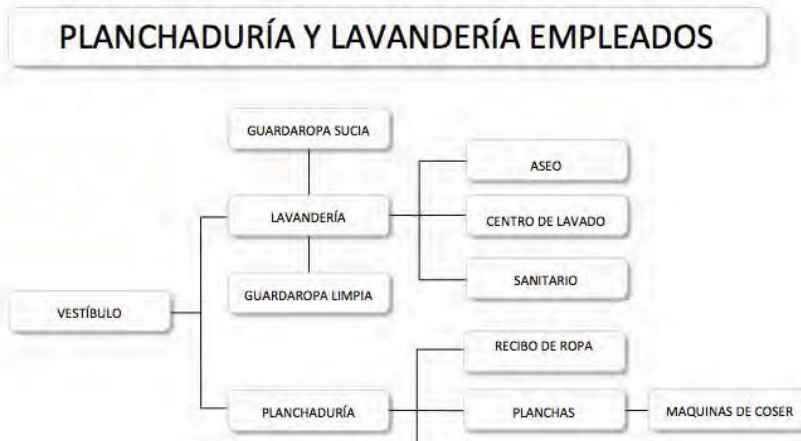 PLANCHADURÍA Y LAVANDERÍA EMPLEADOS
GUARDAROPA SUCIA
ASEO
LAVANDERÍA
CENTRO DE LAVADO
SANITARIO
GUARDAROPA LIMPIA
VESTÍBULO
RECIBO DE ROPA
PLANCHADURÍA
PLANCHAS
MAQUINAS DE COSER